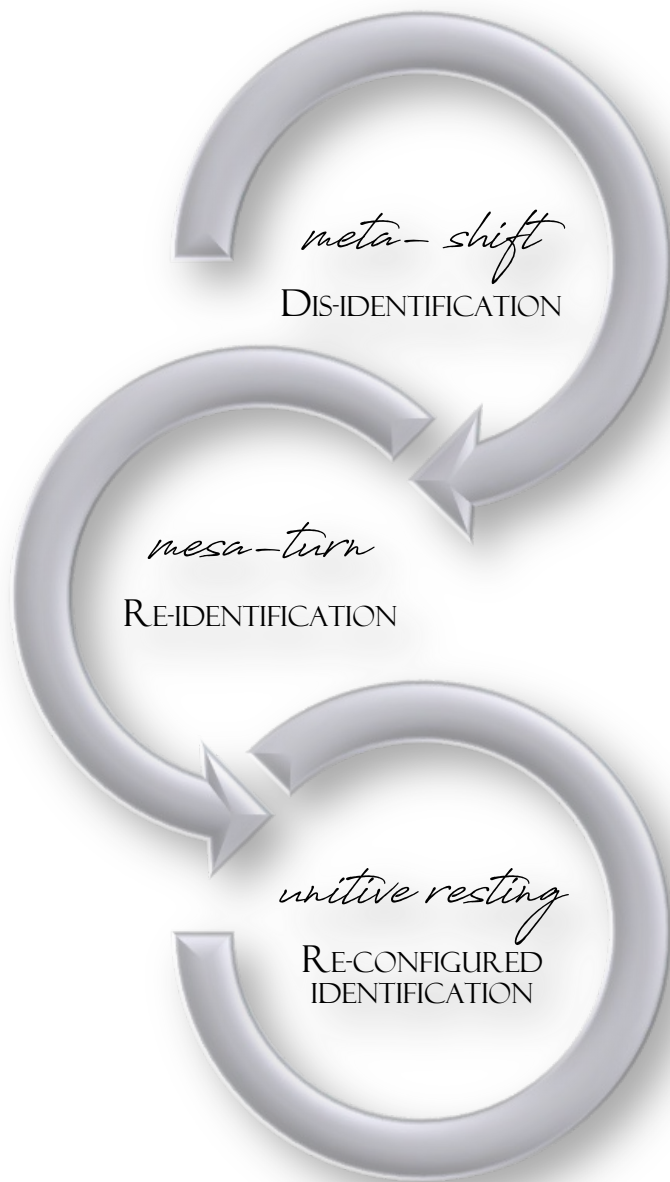 meta- shift
DIS-IDENTIFICATION
mesa-turn
RE-IDENTIFICATION
unitive resting
RE-CONFIGURED
IDENTIFICATION